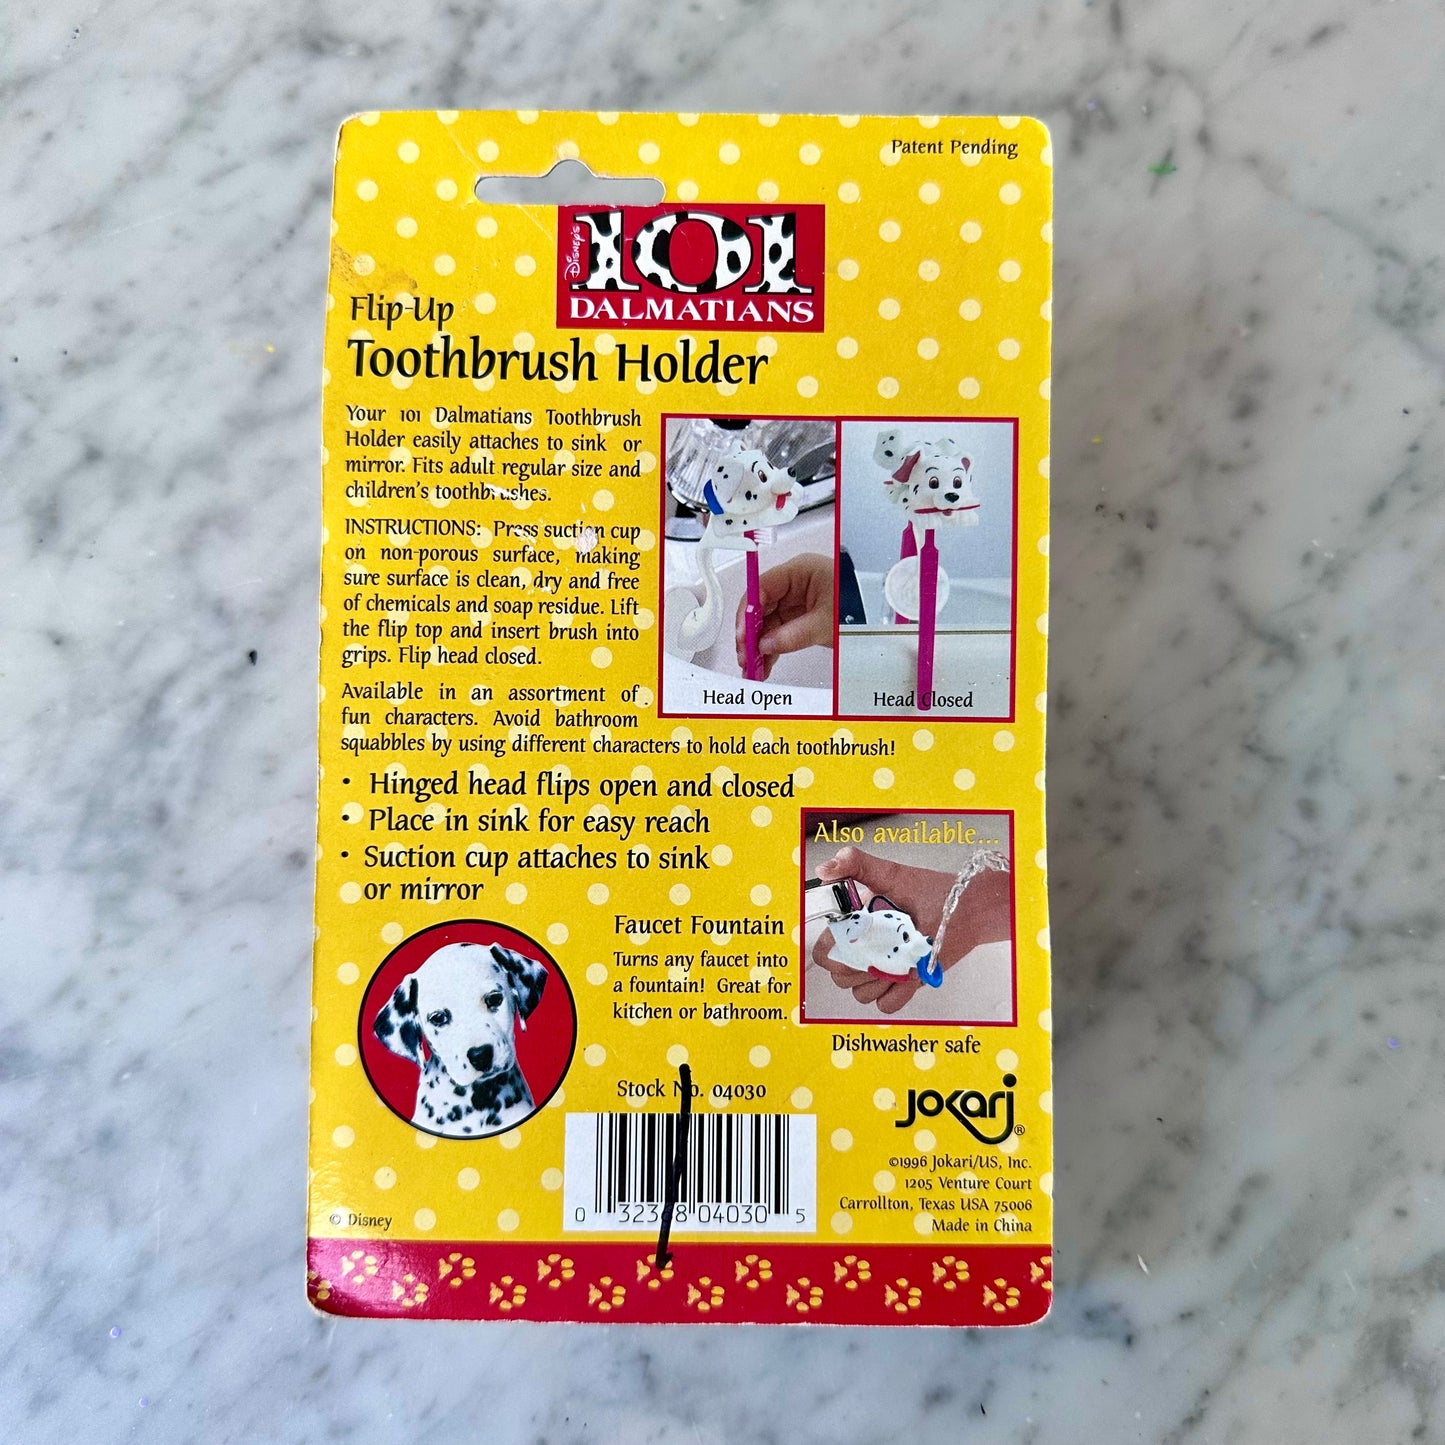 Patent Pending
Disney's
101
DALMATIANS
Flip-Up
Toothbrush Holder
Your 101 Dalmatians Toothbrush
Holder easily attaches to sink or
mirror. Fits adult regular size and
children's toothbrushes.
INSTRUCTIONS: Press suction cup
on non-porous surface, making
sure surface is clean, dry and free
of chemicals and soap residue. Lift
the flip top and insert brush into
grips. Flip head closed.
Available in an assortment of
fun characters. Avoid bathroom
squabbles by using different characters to hold each toothbrush!
Head Open
Head Closed
• Hinged head flips open and closed
• Place in sink for easy reach
• Suction cup attaches to sink
or mirror
Also available...
Faucet Fountain
Turns any faucet into
a fountain! Great for
kitchen or bathroom.
Dishwasher safe
Stock No. 04030
0 32368 04030 5
Jokari®
©1996 Jokari/US, Inc.
1205 Venture Court
Carrollton, Texas USA 75006
Made in China
© Disney